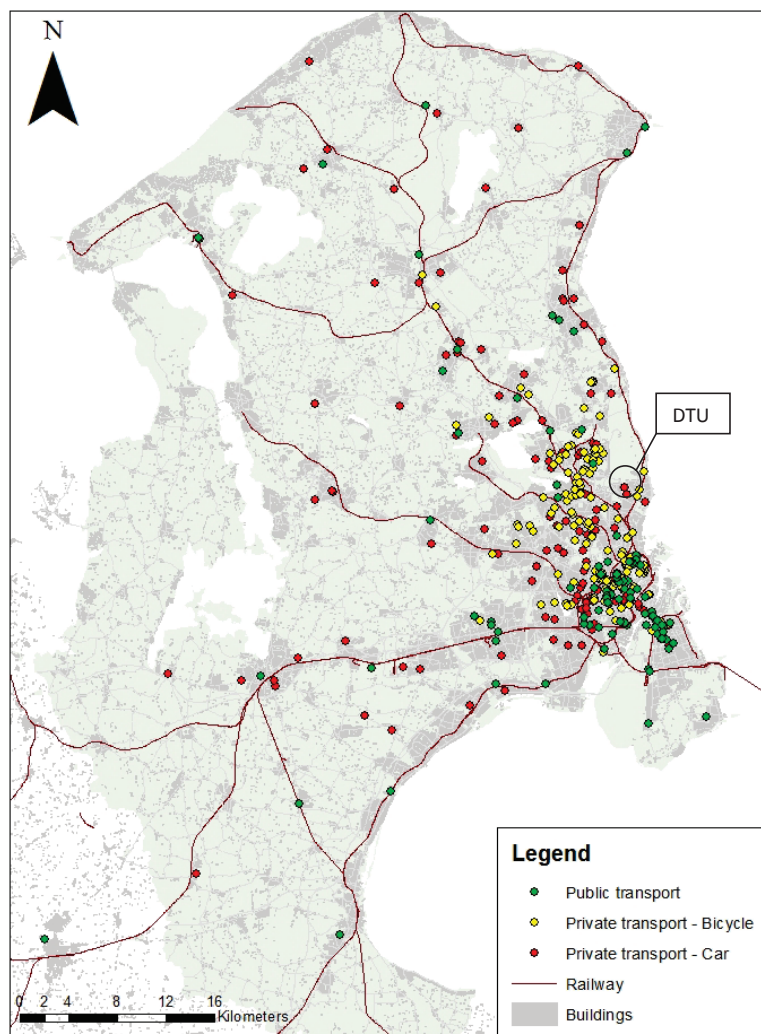 N
DTU
Legend
Public transport
Private transport - Bicycle
Private transport - Car
Railway
Buildings
0 2 4 8 12 16
Kilometers